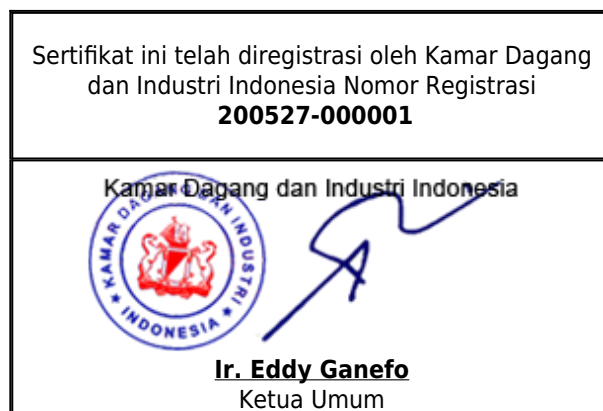 Sertifikat ini telah diregistrasi oleh Kamar Dagang
dan Industri Indonesia Nomor Registrasi
200527-000001
Kamar Dagang dan Industri Indonesia
KAMAR DAGANG DAN INDUSTRI
INDONESIA
Ir. Eddy Ganefo
Ketua Umum